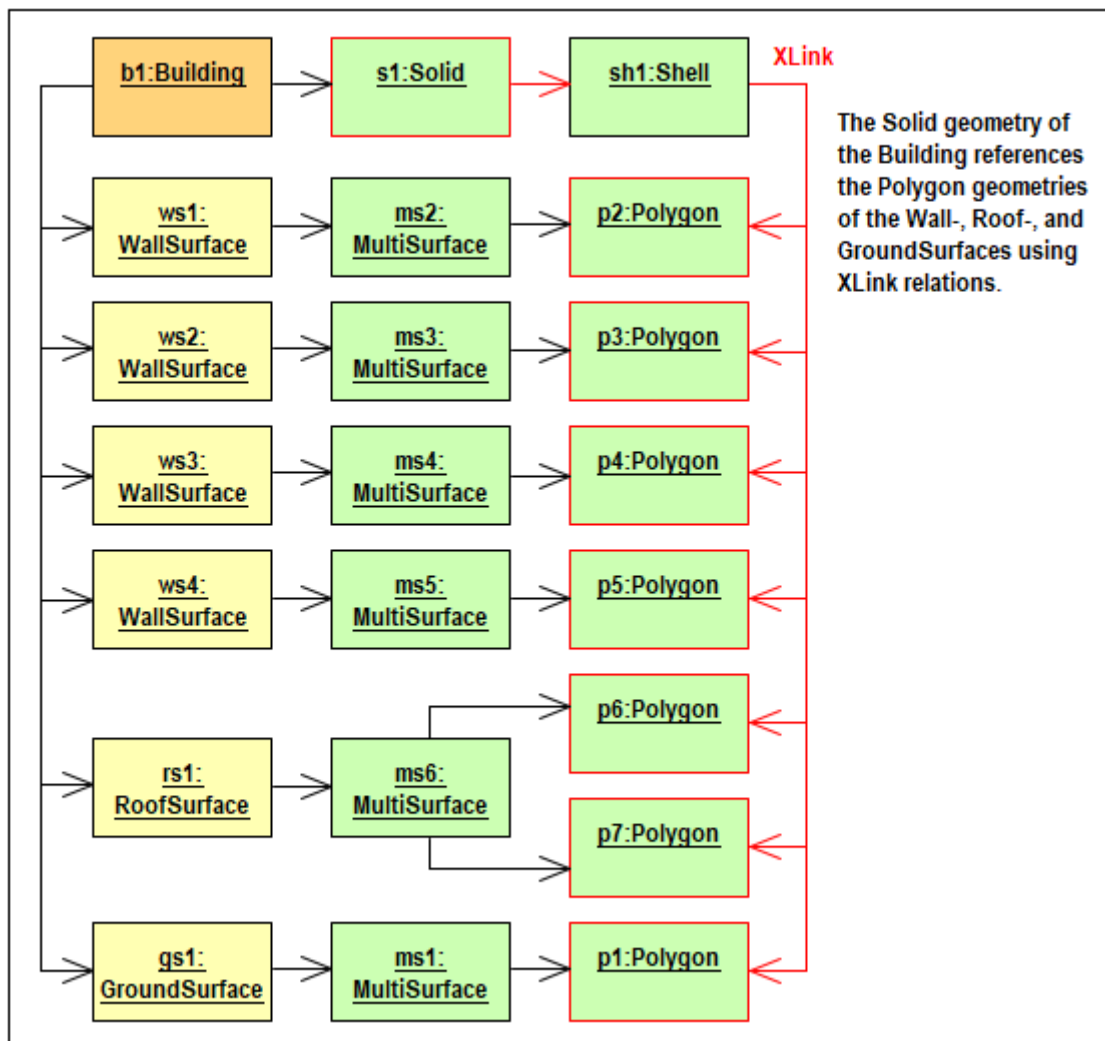 b1:Building
s1:Solid
sh1:Shell
XLink
The Solid geometry of
the Building references
the Polygon geometries
of the Wall-, Roof-, and
GroundSurfaces using
XLink relations.
ws1:
WallSurface
ms2:
MultiSurface
p2:Polygon
ws2:
WallSurface
ms3:
MultiSurface
p3:Polygon
ws3:
WallSurface
ms4:
MultiSurface
p4:Polygon
ws4:
WallSurface
ms5:
MultiSurface
p5:Polygon
rs1:
RoofSurface
ms6:
MultiSurface
p6:Polygon
p7:Polygon
gs1:
GroundSurface
ms1:
MultiSurface
p1:Polygon